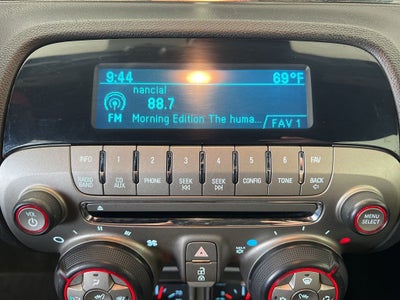 9:44 69°F
nancial
88.7
FM Morning Edition The huma... FAV 1
INFO 1 2 3 4 5 6 FAV
RADIO BAND CD AUX PHONE SEEK SEEK CONFIG TONE BACK
VOL
MENU SELECT